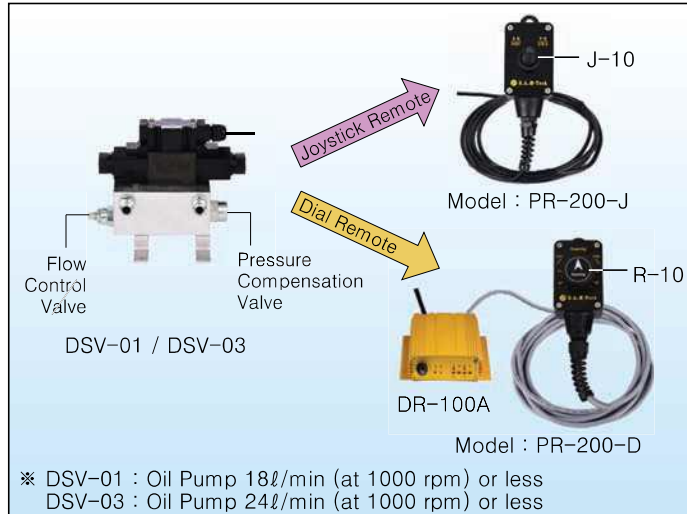 Joystick Remote
J-10
Model : PR-200-J
Dial Remote
Flow
Control
Valve
Pressure
Compensation
Valve
DSV-01 / DSV-03
R-10
DR-100A
Model : PR-200-D
※ DSV-01 : Oil Pump 18ℓ/min (at 1000 rpm) or less
DSV-03 : Oil Pump 24ℓ/min (at 1000 rpm) or less